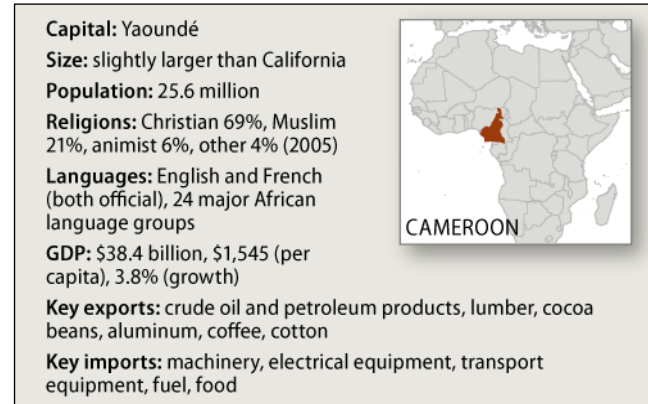 Capital: Yaoundé
Size: slightly larger than California
Population: 25.6 million
Religions: Christian 69%, Muslim
21%, animist 6%, other 4% (2005)
Languages: English and French
(both official), 24 major African
language groups
GDP: $38.4 billion, $1,545 (per
capita), 3.8% (growth)
Key exports: crude oil and petroleum products, lumber, cocoa
beans, aluminum, coffee, cotton
Key imports: machinery, electrical equipment, transport
equipment, fuel, food
CAMEROON